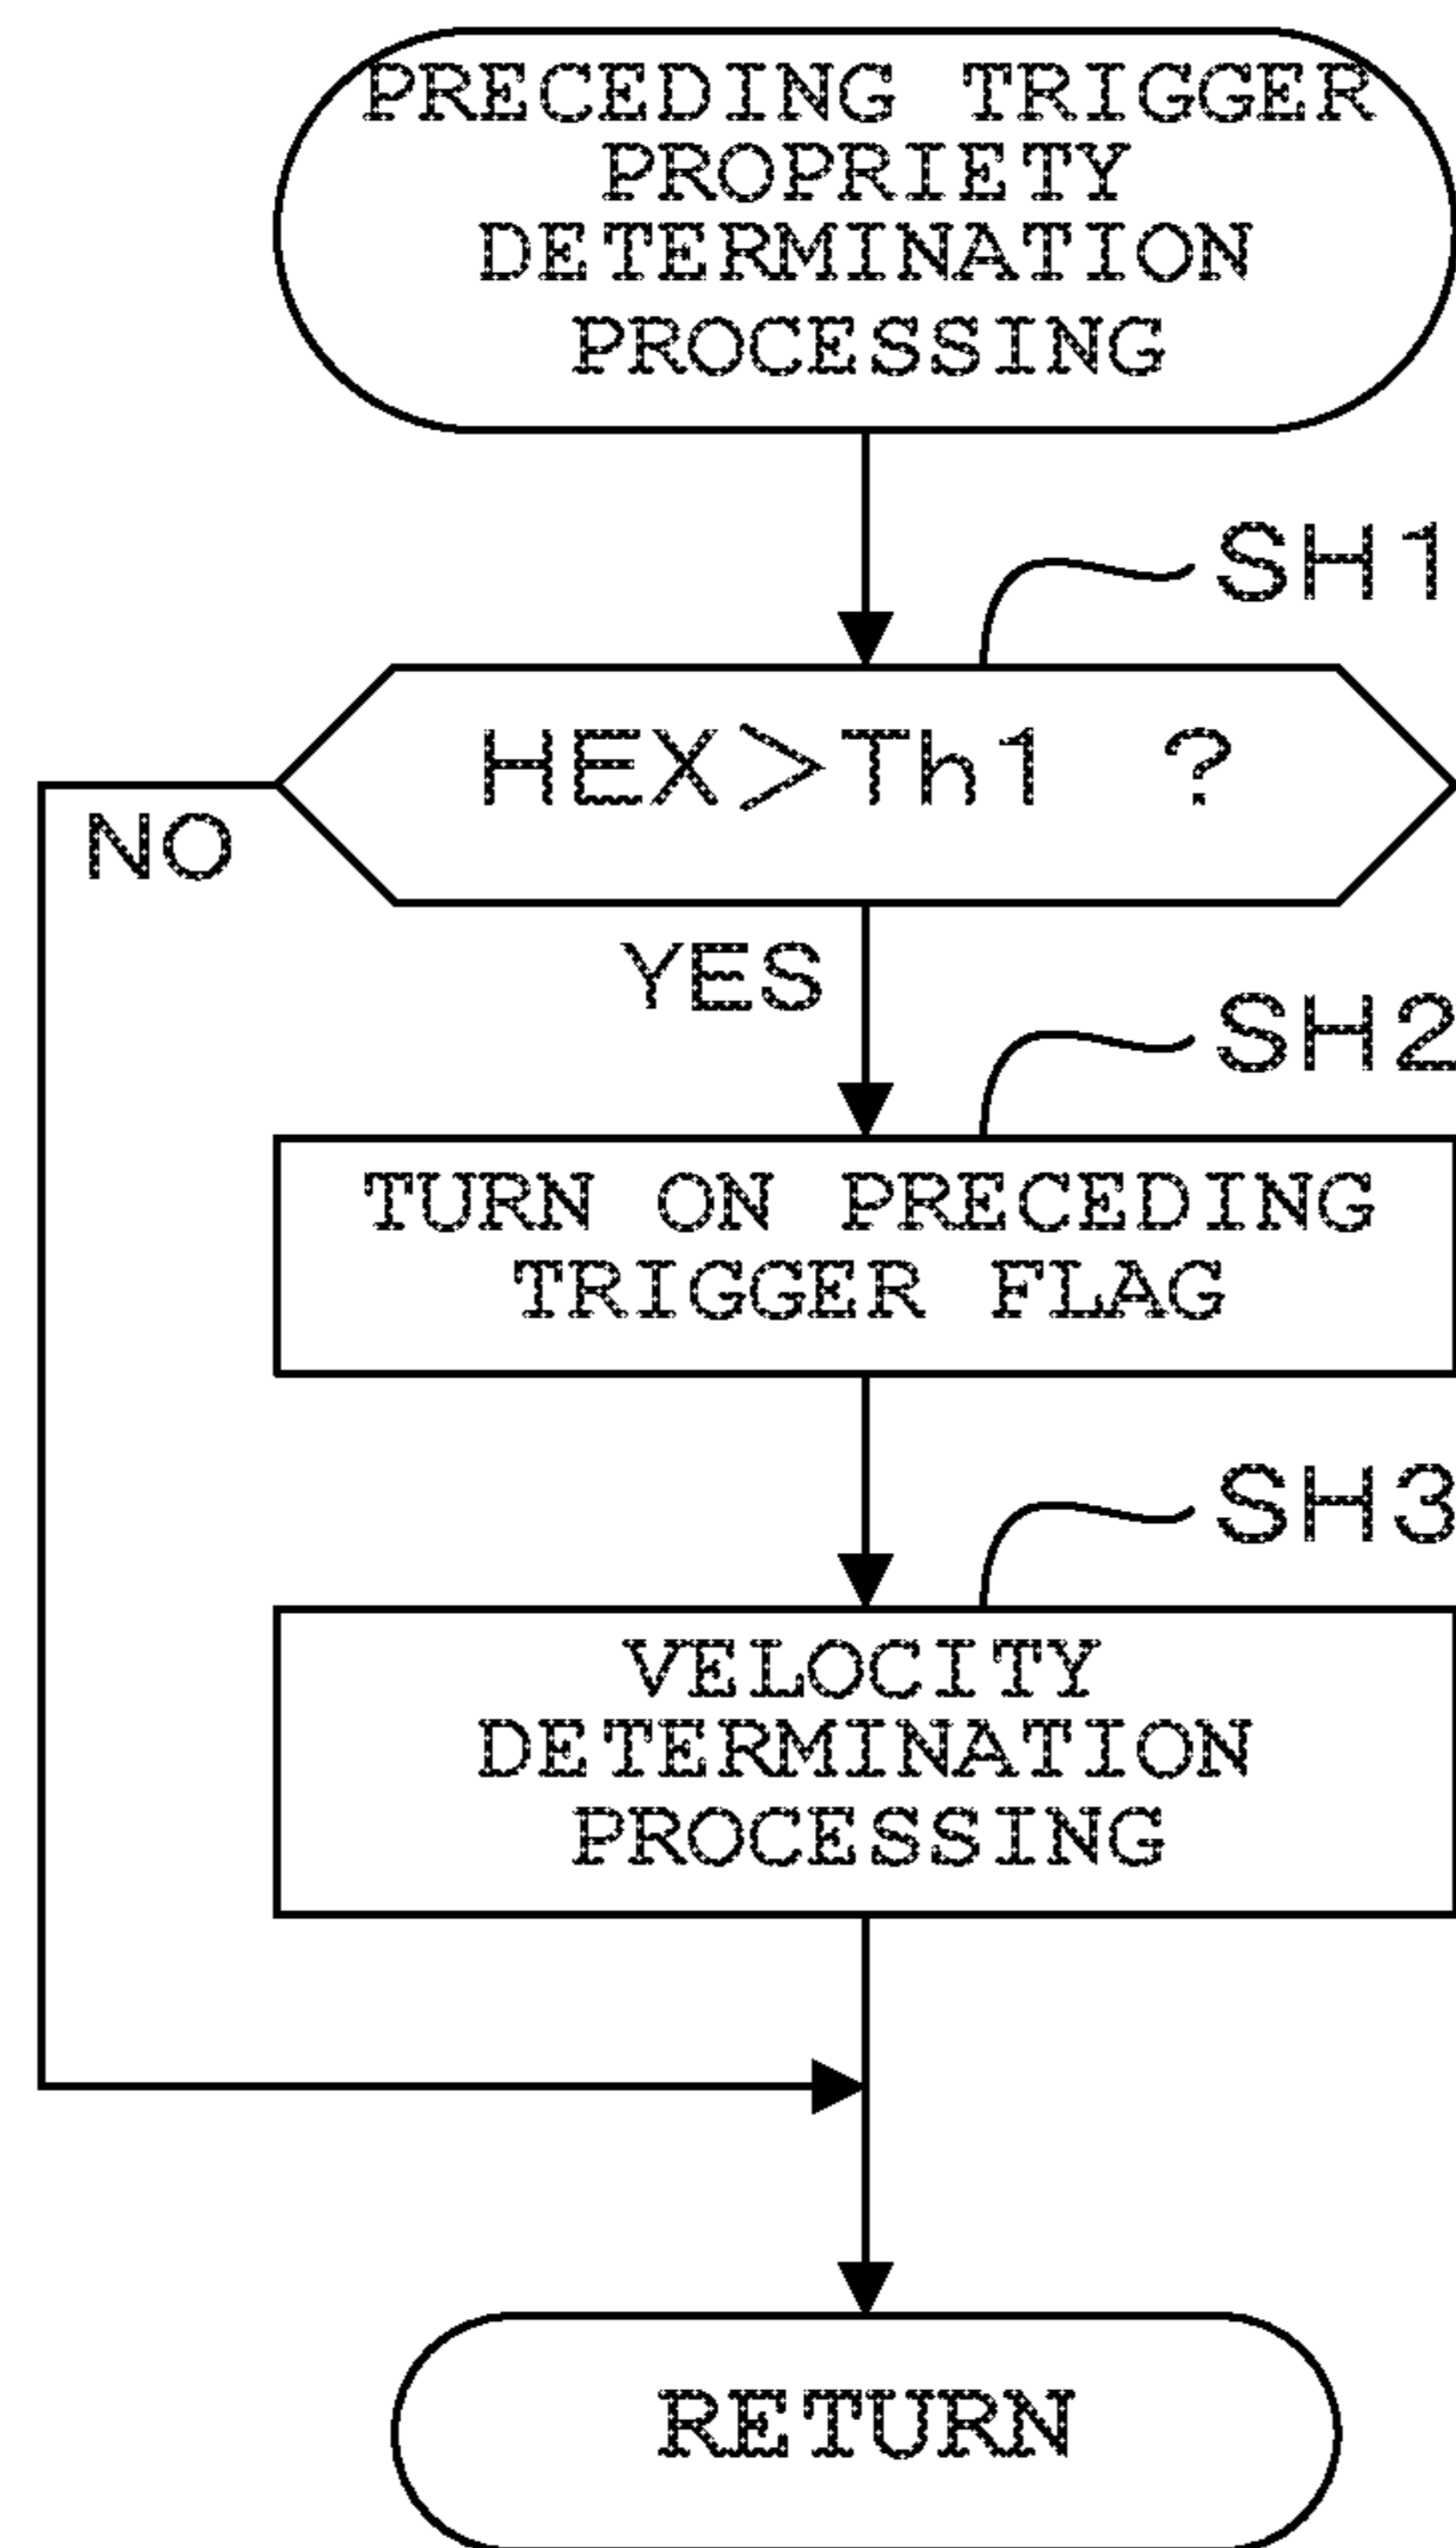 PRECEDING TRIGGER
PROPRIETY
DETERMINATION
PROCESSING
SH1
HEX>Th1 ?
NO
YES
SH2
TURN ON PRECEDING
TRIGGER FLAG
SH3
VELOCITY
DETERMINATION
PROCESSING
RETURN